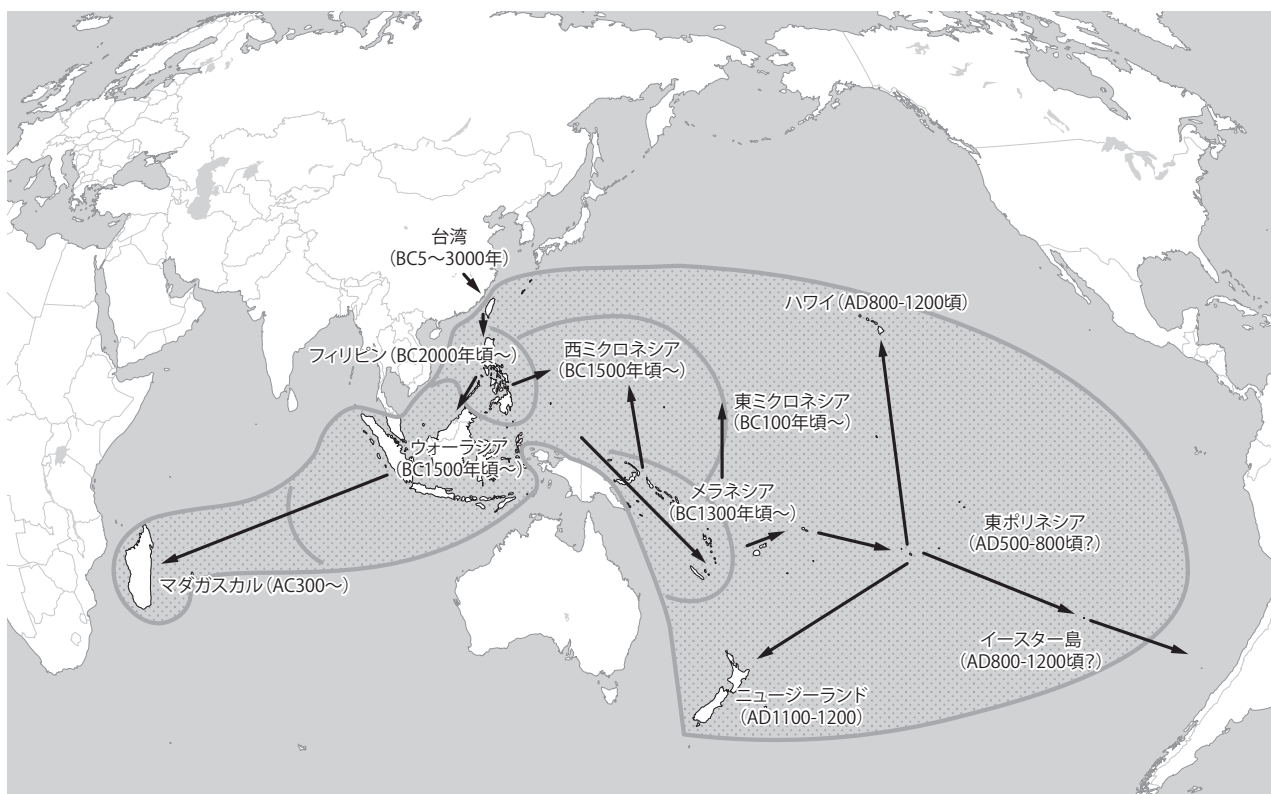 台湾
(BC5〜3000年)
ハワイ(AD800-1200頃)
フィリピン(BC2000年頃〜)
西ミクロネシア
(BC1500年頃〜)
東ミクロネシア
(BC100年頃〜)
ウォーラシア
(BC1500年頃〜)
メラネシア
(BC1300年頃〜)
東ポリネシア
(AD500-800頃?)
マダガスカル(AC300〜)
イースター島
(AD800-1200頃?)
ニュージーランド
(AD1100-1200)